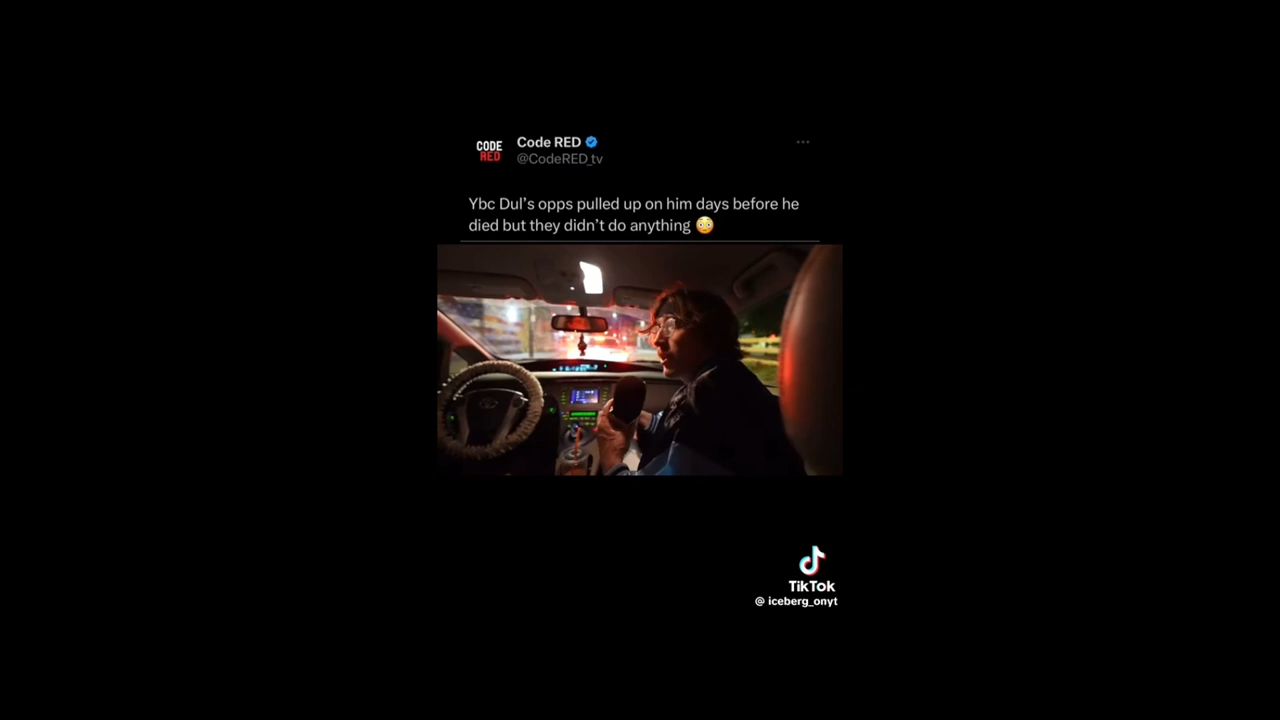 CODE
RED
Code RED
@CodeRED_tv
Ybc Dul’s opps pulled up on him days before he
died but they didn’t do anything 😳
TikTok
@ iceberg_onyt